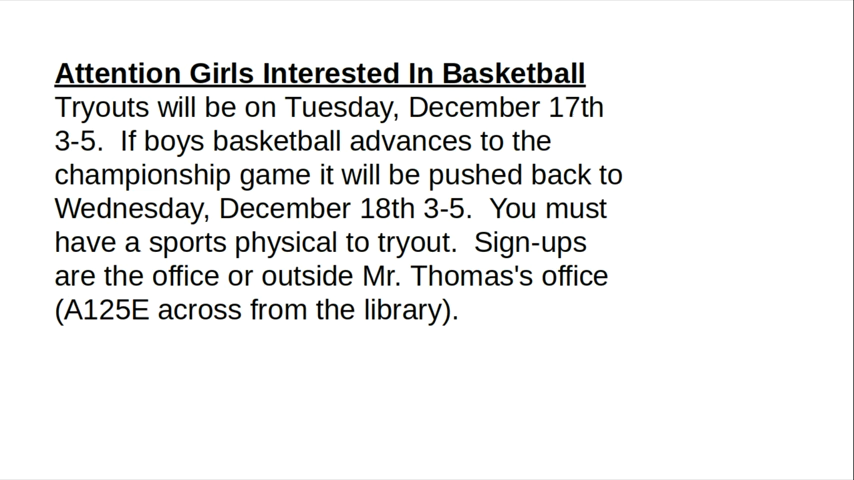 Attention Girls Interested In Basketball
Tryouts will be on Tuesday, December 17th
3-5.  If boys basketball advances to the
championship game it will be pushed back to
Wednesday, December 18th 3-5.  You must
have a sports physical to tryout.  Sign-ups
are the office or outside Mr. Thomas's office
(A125E across from the library).